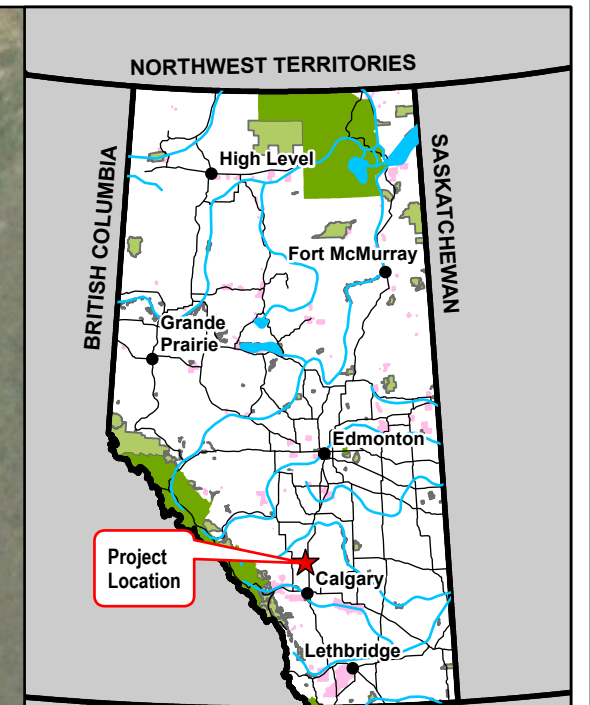 NORTHWEST TERRITORIES
BRITISH COLUMBIA
SASKATCHEWAN
High Level
Fort McMurray
Grande
Prairie
Edmonton
Project
Location
Calgary
Lethbridge